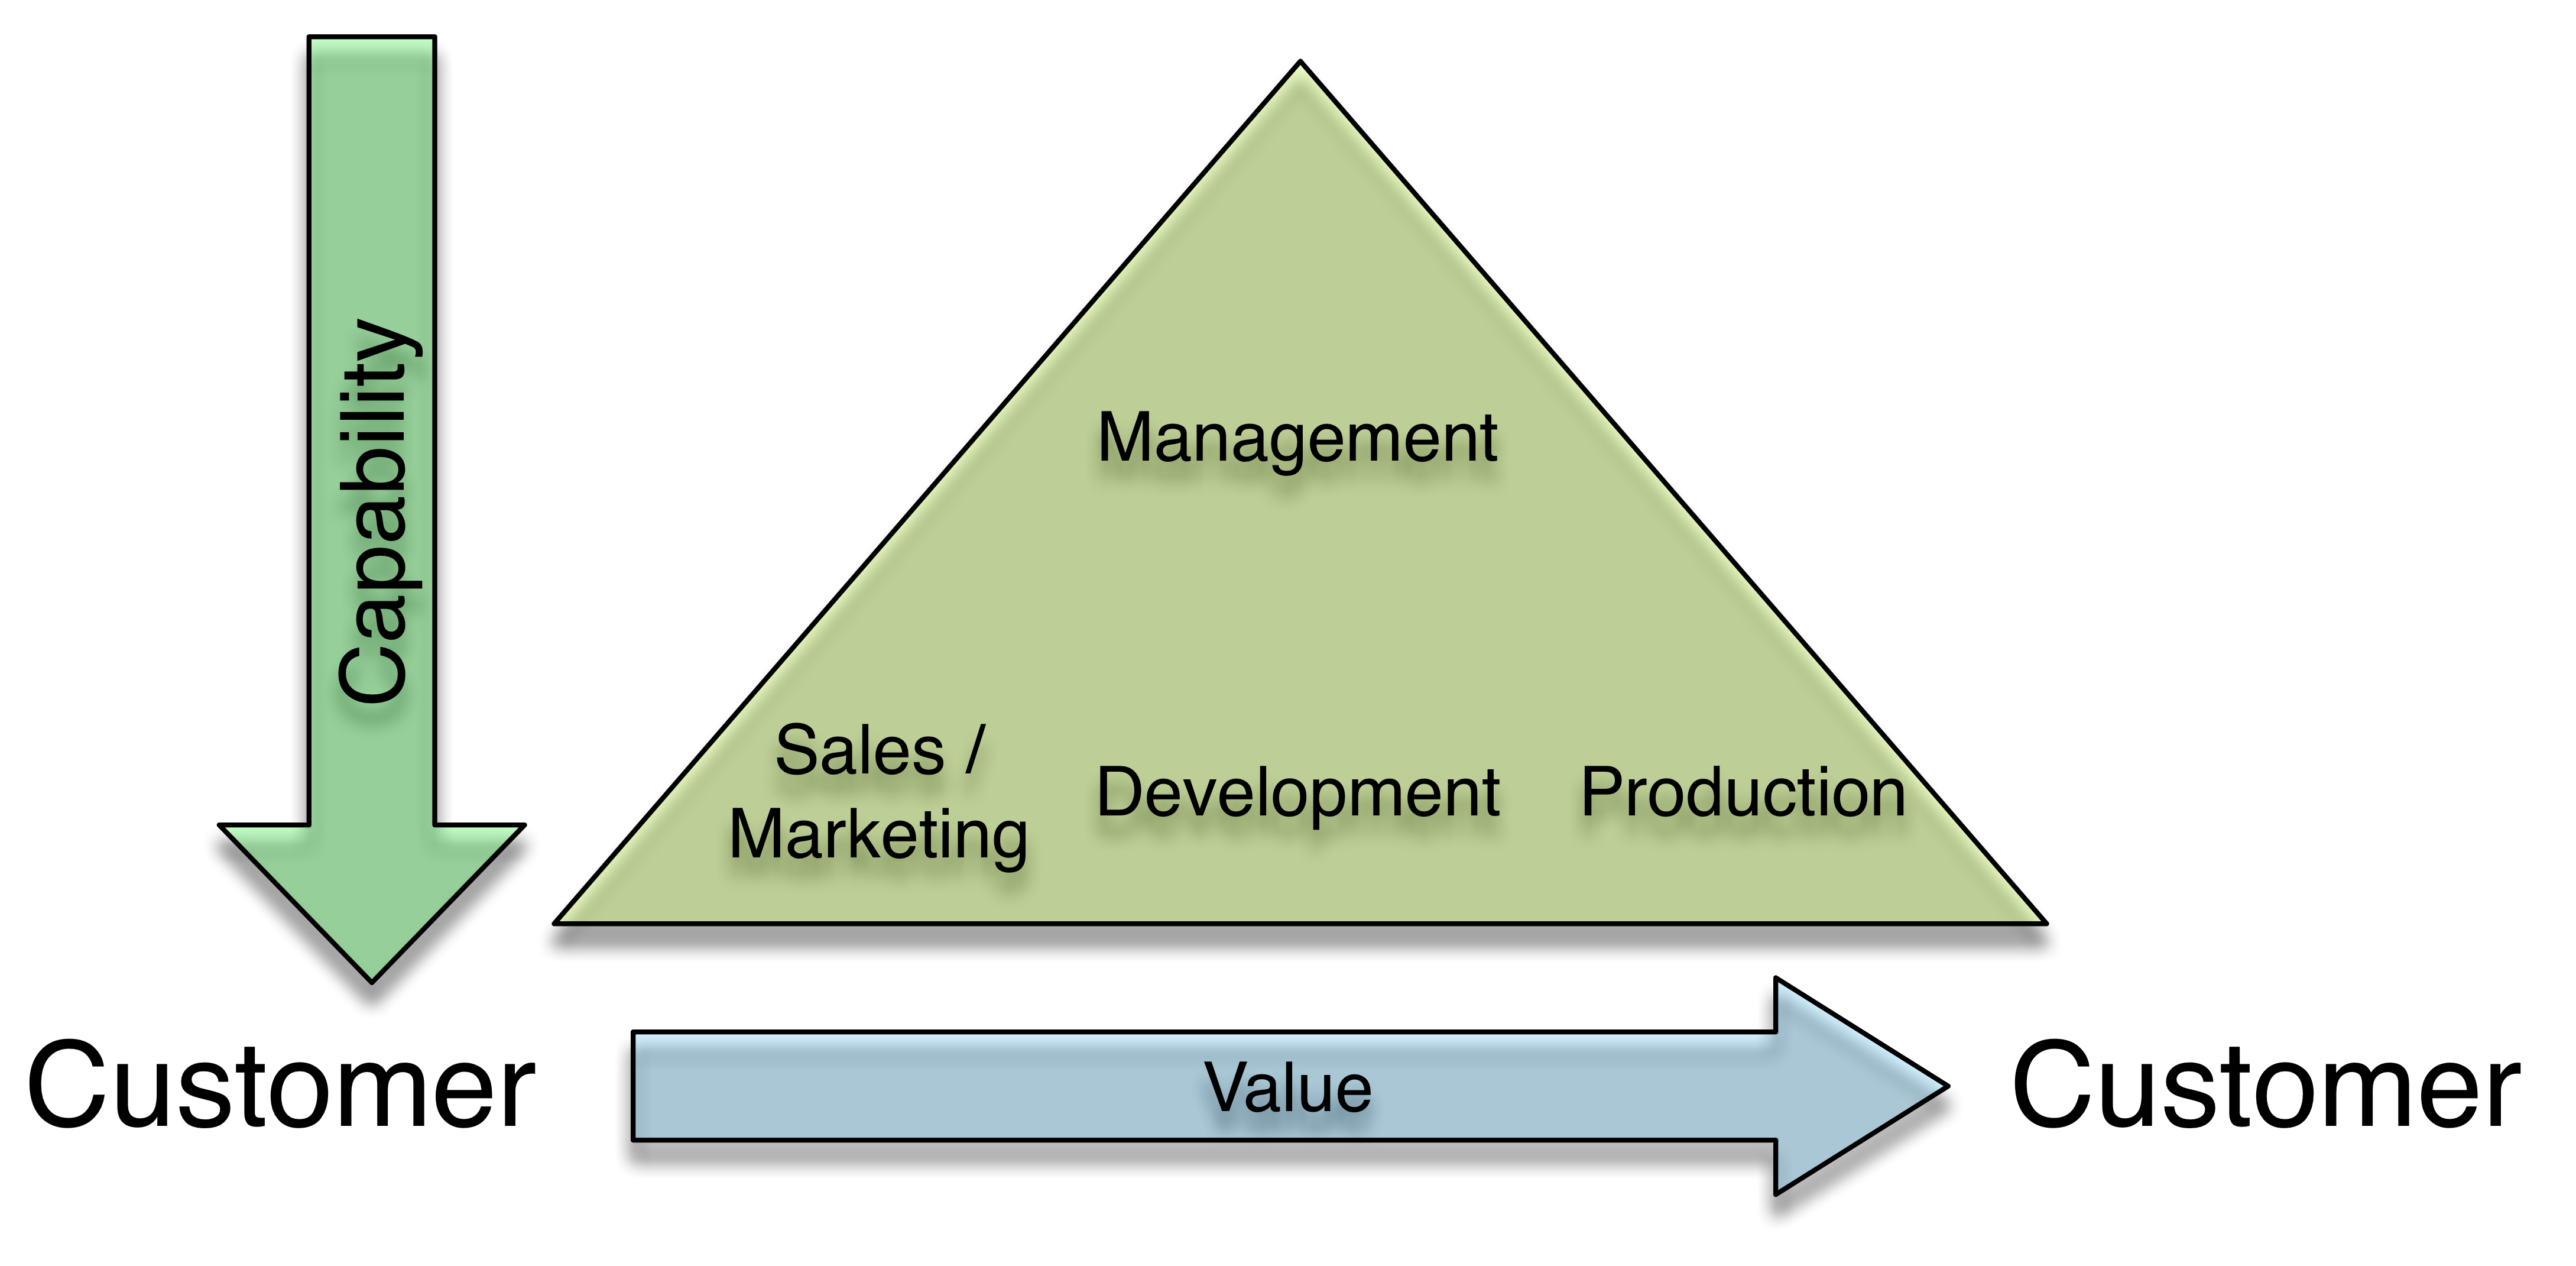 Capability
Management
Sales /
Marketing
Development
Production
Customer
Value
Customer